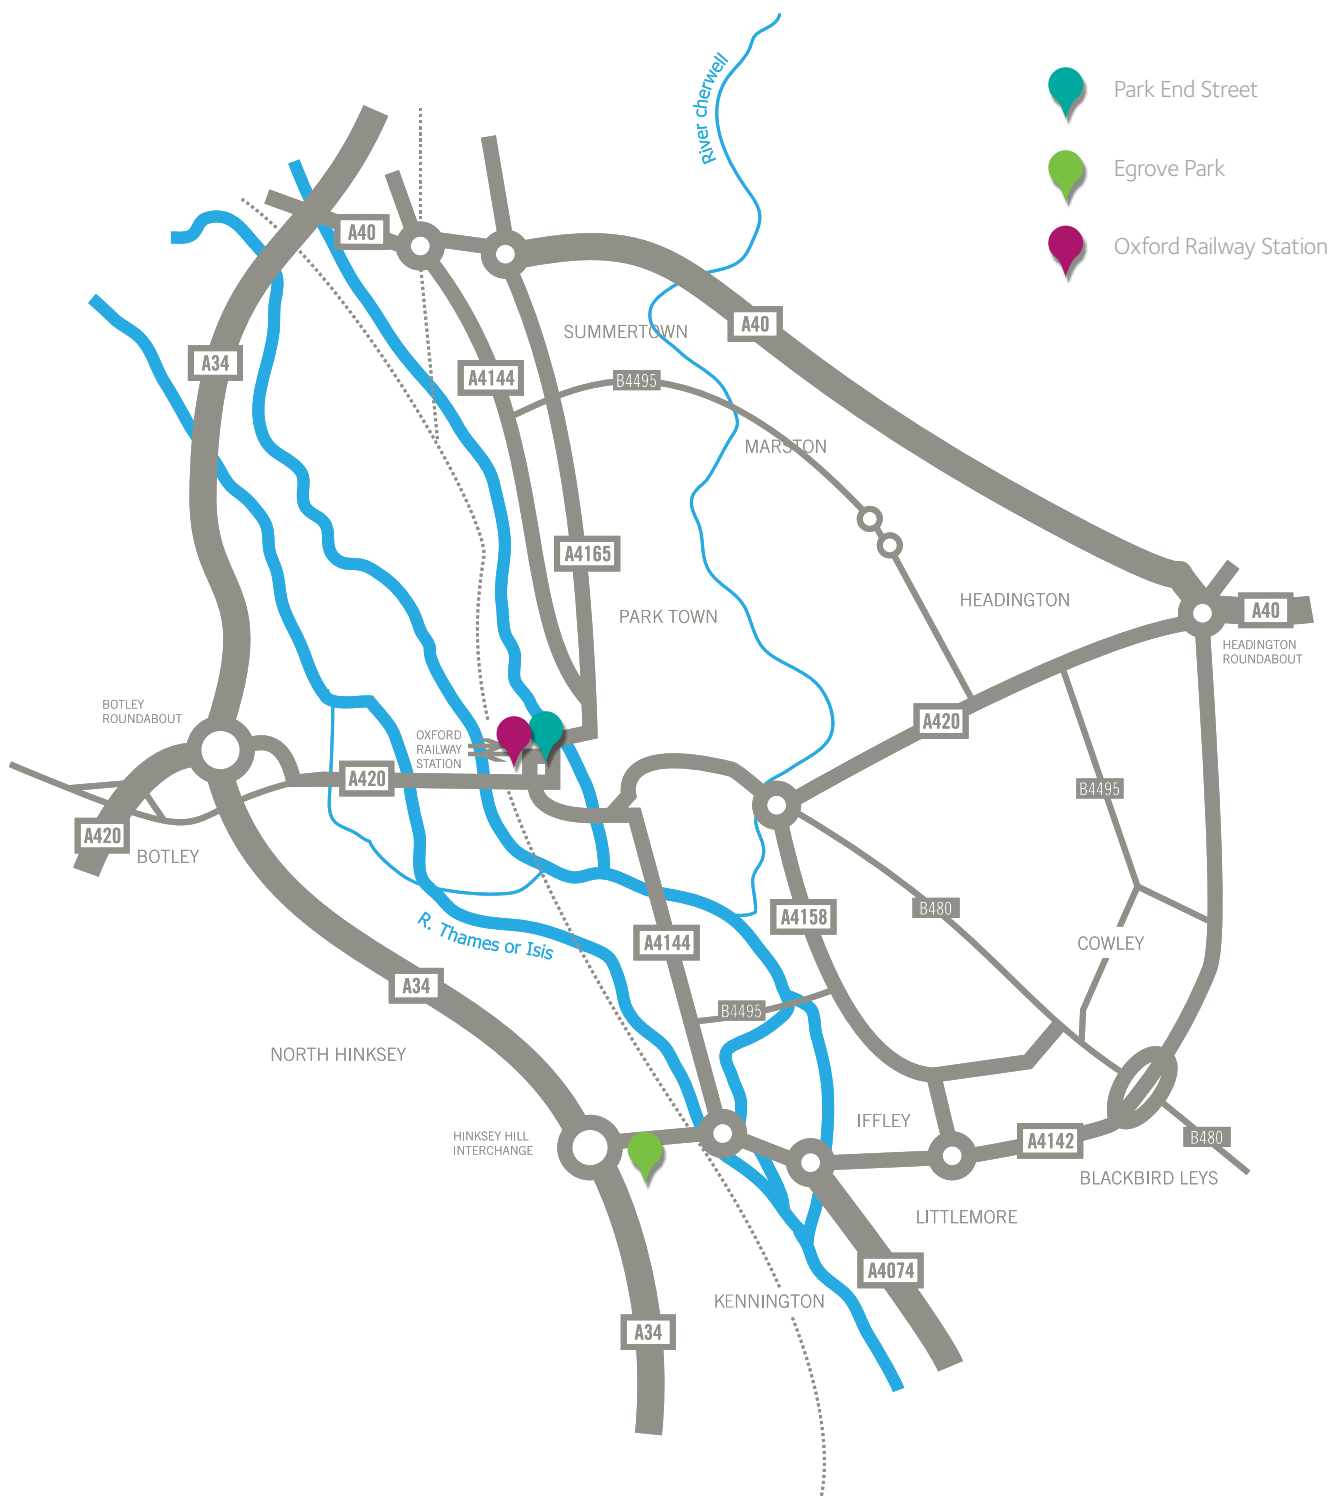 River cherwell
Park End Street
Egrove Park
Oxford Railway Station
A40
SUMMERTOWN
A40
A34
A4144
B4495
MARSTON
A4165
HEADINGTON
A40
PARK TOWN
HEADINGTON
ROUNDABOUT
BOTLEY
ROUNDABOUT
A420
OXFORD
RAILWAY
STATION
A420
B4495
A420
BOTLEY
A4158
B480
R. Thames or Isis
A4144
COWLEY
A34
B4495
NORTH HINKSEY
IFFLEY
HINKSEY HILL
INTERCHANGE
A4142
B480
BLACKBIRD LEYS
LITTLEMORE
A4074
KENNINGTON
A34